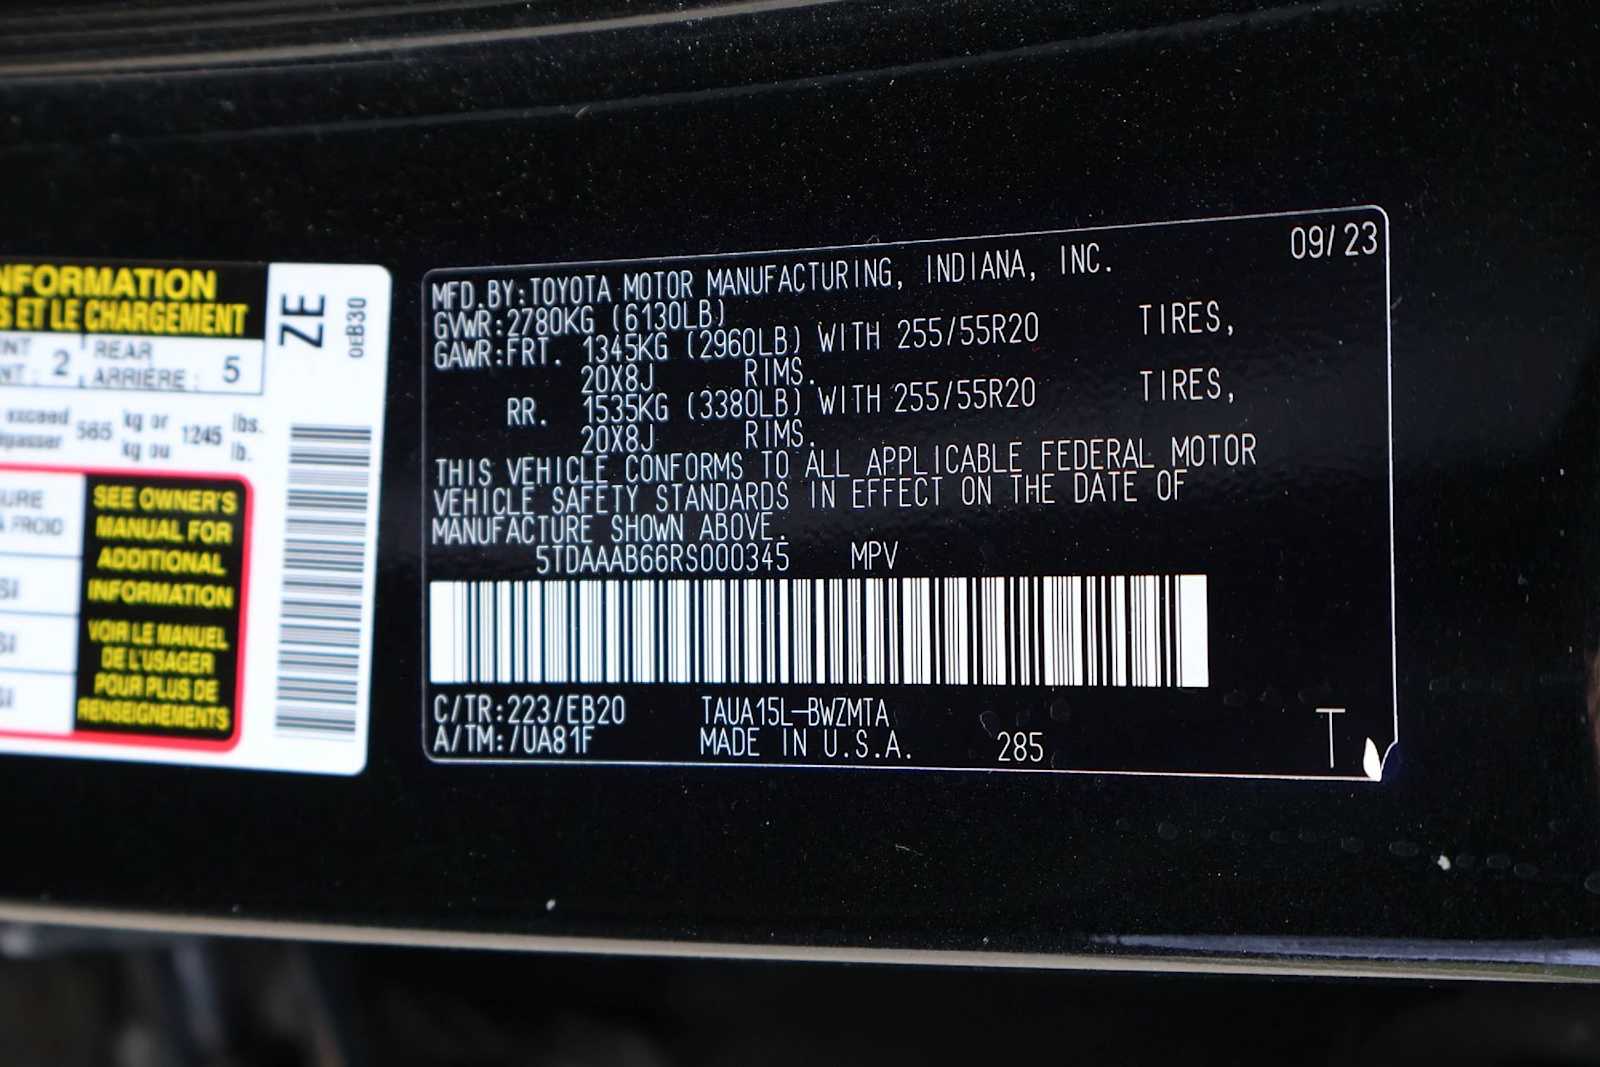 NFORMATION
S ET LE CHARGEMENT
2 REAR
ARRIÈRE : 5
exceed 565 kg or 1245 lbs.
kg ou lb.
URE
FROID
SEE OWNER'S
MANUAL FOR
ADDITIONAL
INFORMATION
VOIR LE MANUEL
DE L'USAGER
POUR PLUS DE
RENSEIGNEMENTS
ZE
0EB30
09/23
MFD.BY:TOYOTA MOTOR MANUFACTURING, INDIANA, INC.
GVWR:2780KG (6130LB)
GAWR:FRT. 1345KG (2960LB) WITH 255/55R20 TIRES,
20X8J RIMS.
RR. 1535KG (3380LB) WITH 255/55R20 TIRES,
20X8J RIMS.
THIS VEHICLE CONFORMS TO ALL APPLICABLE FEDERAL MOTOR
VEHICLE SAFETY STANDARDS IN EFFECT ON THE DATE OF
MANUFACTURE SHOWN ABOVE.
5TDAAAB66RS000345 MPV
C/TR:223/EB20 TAUA15L-BWZMTA
A/TM:/UA81F MADE IN U.S.A. 285
T